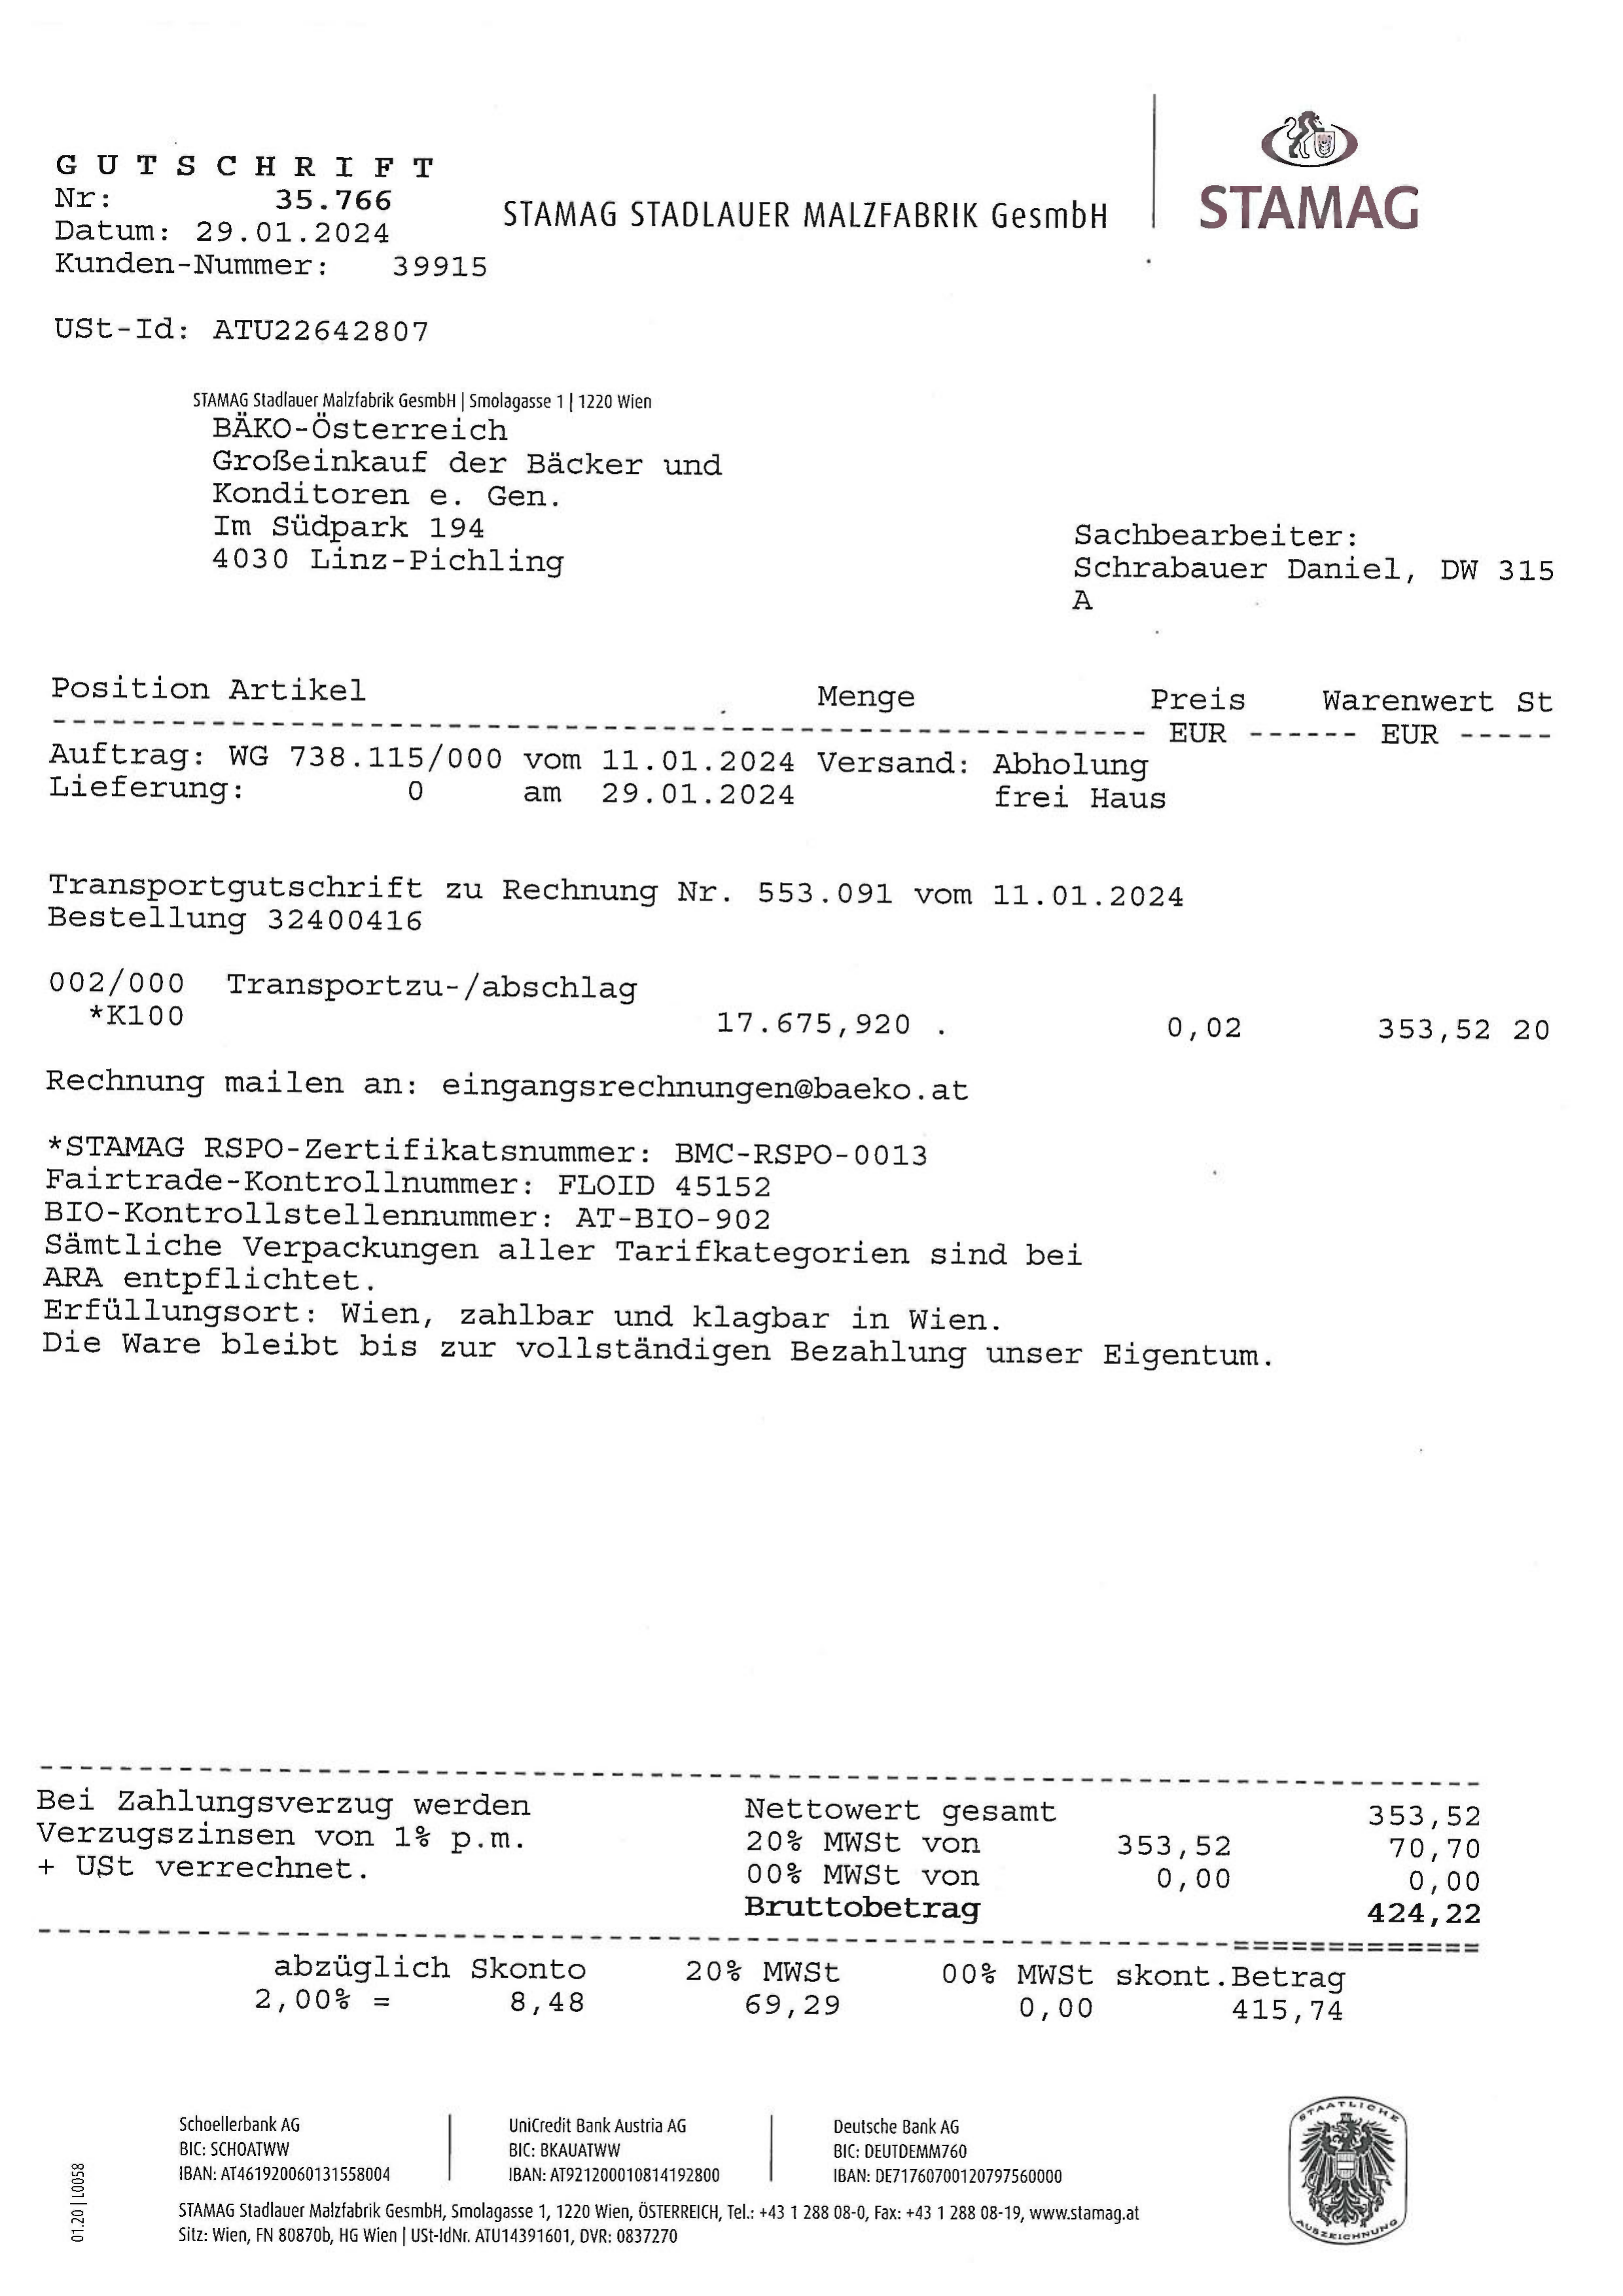 G U T S C H R I F T
Nr: 35.766
Datum: 29.01.2024
Kunden-Nummer: 39915
STAMAG STADLAUER MALZFABRIK GesmbH
STAMAG
USt-Id: ATU22642807
STAMAG Stadlauer Malzfabrik GesmbH | Smolagasse 1 | 1220 Wien
BÄKO-Österreich
Großeinkauf der Bäcker und
Konditoren e. Gen.
Im Südpark 194
4030 Linz-Pichling
Sachbearbeiter:
Schrabauer Daniel, DW 315
A
Position Artikel Menge Preis Warenwert St
------------------------------------------------------- EUR ------ EUR -----
Auftrag: WG 738.115/000 vom 11.01.2024 Versand: Abholung
Lieferung: 0 am 29.01.2024 frei Haus
Transportgutschrift zu Rechnung Nr. 553.091 vom 11.01.2024
Bestellung 32400416
002/000 Transportzu-/abschlag
*K100 17.675,920 . 0,02 353,52 20
Rechnung mailen an: eingangsrechnungen@baeko.at
*STAMAG RSPO-Zertifikatsnummer: BMC-RSPO-0013
Fairtrade-Kontrollnummer: FLOID 45152
BIO-Kontrollstellennummer: AT-BIO-902
Sämtliche Verpackungen aller Tarifkategorien sind bei
ARA entpflichtet.
Erfüllungsort: Wien, zahlbar und klagbar in Wien.
Die Ware bleibt bis zur vollständigen Bezahlung unser Eigentum.
Bei Zahlungsverzug werden Nettowert gesamt 353,52
Verzugszinsen von 1% p.m. 20% MWSt von 353,52 70,70
+ USt verrechnet. 00% MWSt von 0,00 0,00
Bruttobetrag 424,22
abzüglich Skonto 20% MWSt 00% MWSt skont.Betrag
2,00% = 8,48 69,29 0,00 415,74
Schoellerbank AG
BIC: SCHOATWW
IBAN: AT461920060131558004
UniCredit Bank Austria AG
BIC: BKAUATWW
IBAN: AT921200010814192800
Deutsche Bank AG
BIC: DEUTDEMM760
IBAN: DE71760700120797560000
STAMAG Stadlauer Malzfabrik GesmbH, Smolagasse 1, 1220 Wien, ÖSTERREICH, Tel.: +43 1 288 08-0, Fax: +43 1 288 08-19, www.stamag.at
Sitz: Wien, FN 80870b, HG Wien | USt-IdNr. ATU14391601, DVR: 0837270
01.20 | L0058
STAATLICHE
AUSZEICHNUNG